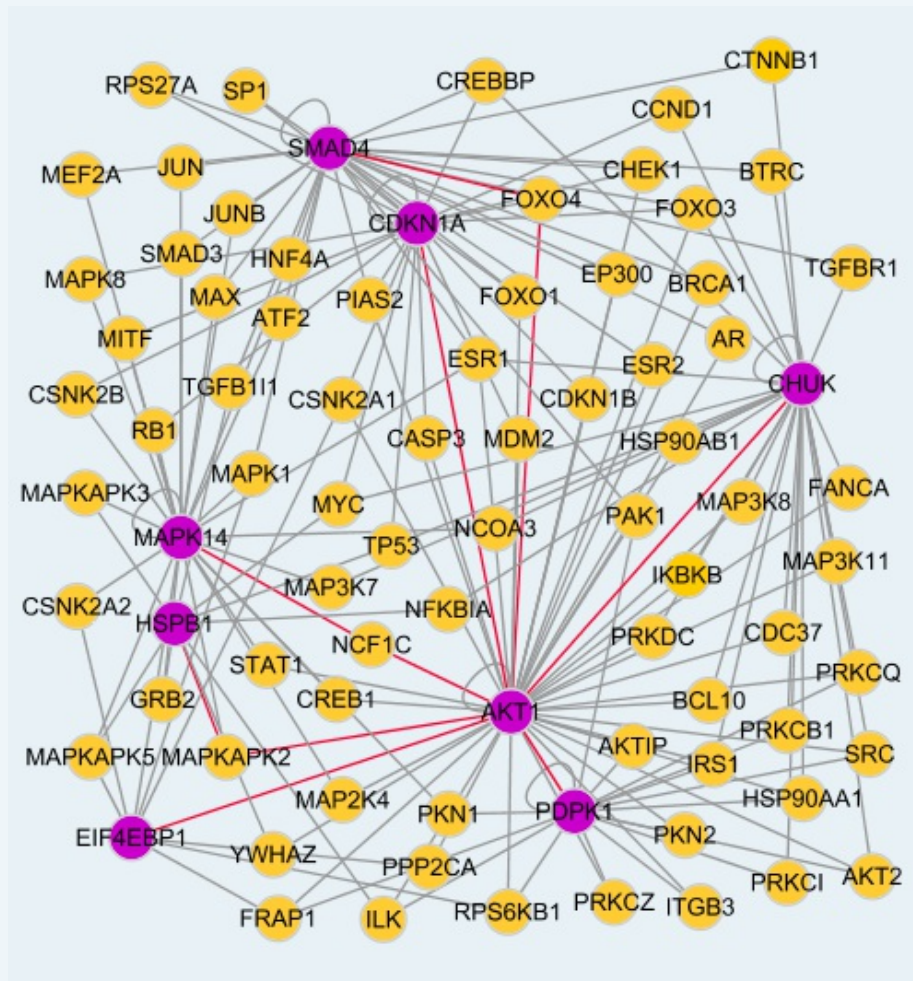 CTNNB1
RPS27A
SP1
CREBBP
CCND1
SMAD4
MEF2A
JUN
CHEK1
BTRC
JUNB
FOXO4
FOXO3
CDKN1A
SMAD3
HNF4A
MAPK8
MAX
PIAS2
FOXO1
EP300
BRCA1
TGFBR1
ATF2
MITF
AR
ESR1
ESR2
CSNK2B
TGFB1I1
CHUK
CSNK2A1
CDKN1B
RB1
CASP3
MDM2
HSP90AB1
MAPK1
MAPKAPK3
MYC
MAP3K8
FANCA
PAK1
MAPK14
TP53
NCOA3
MAP3K11
IKBKB
MAP3K7
CSNK2A2
NFKBIA
HSPB1
NCF1C
PRKDC
CDC37
STAT1
PRKCQ
GRB2
CREB1
AKT1
BCL10
PRKCB1
MAPKAPK5
MAPKAPK2
AKTIP
IRS1
SRC
MAP2K4
HSP90AA1
PKN1
PDPK1
EIF4EBP1
PKN2
YWHAZ
PPP2CA
AKT2
PRKCI
FRAP1
ILK
RPS6KB1
PRKCZ
ITGB3